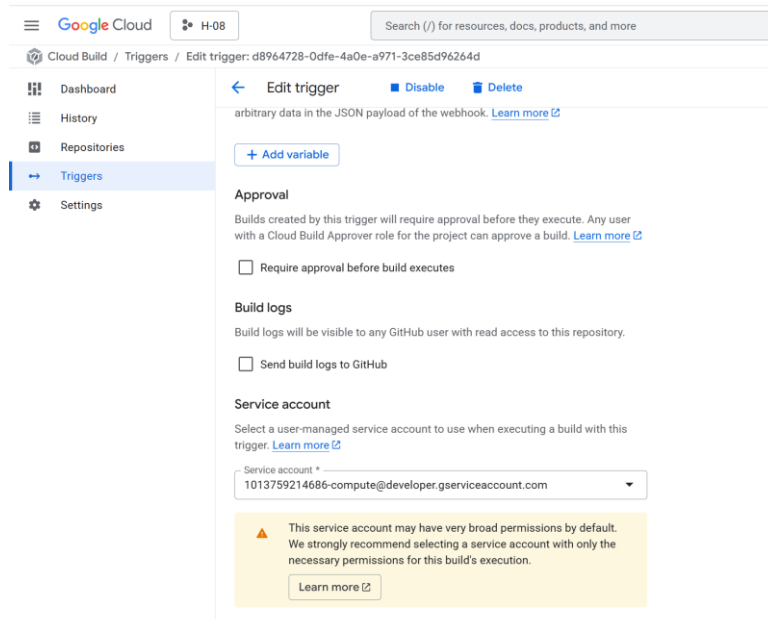 Google Cloud
H-08
Search (/) for resources, docs, products, and more
Cloud Build / Triggers / Edit trigger: d8964728-0dfe-4a0e-a971-3ce85d96264d
Dashboard
History
Repositories
Triggers
Settings
Edit trigger
Disable
Delete
arbitrary data in the JSON payload of the webhook. Learn more
+ Add variable
Approval
Builds created by this trigger will require approval before they execute. Any user
with a Cloud Build Approver role for the project can approve a build. Learn more
Require approval before build executes
Build logs
Build logs will be visible to any GitHub user with read access to this repository.
Send build logs to GitHub
Service account
Select a user-managed service account to use when executing a build with this
trigger. Learn more
Service account *
1013759214686-compute@developer.gserviceaccount.com
This service account may have very broad permissions by default.
We strongly recommend selecting a service account with only the
necessary permissions for this build's execution.
Learn more